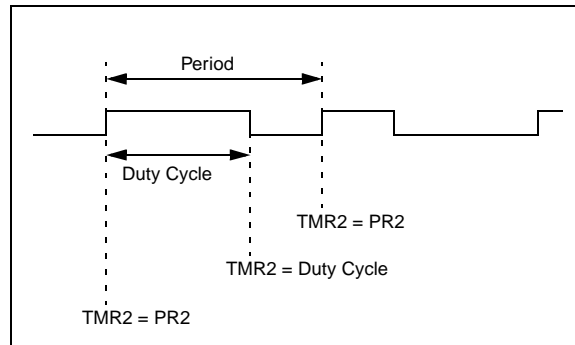 Period
Duty Cycle
TMR2 = PR2
TMR2 = Duty Cycle
TMR2 = PR2